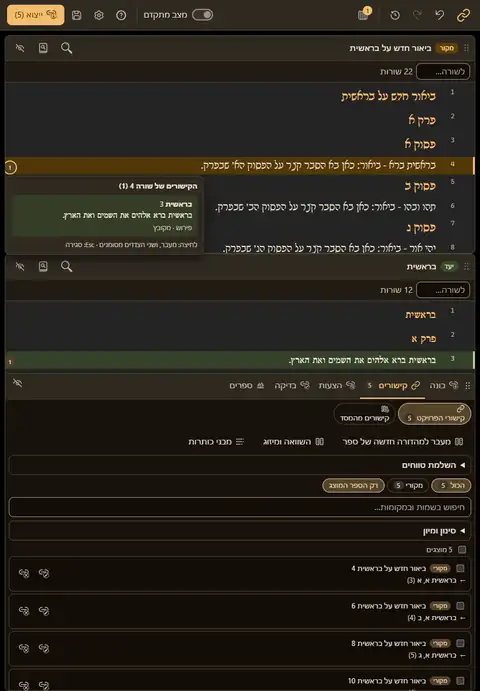 ייצוא (5)
מצב מתקדם
1
מקור ביאור חדש על בראשית
22 שורות
לשורה...
1 ביאור חדש על בראשית
2 פרק א
3 פסוק א
4 בראשית ברא - ביאור: כאן בא הסבר קצר על הפסוק הא׳ שבפרק.
1
5 פסוק ב
6 תהו ובהו - ביאור: כאן בא הסבר קצר על הפסוק הב׳ שבפרק.
7 פסוק ג
8 יהי אור - ביאור: כאן בא הסבר קצר על הפסוק הג׳ שבפרק.
הקישורים של שורה 4 (1)
בראשית 3
בראשית ברא אלהים את השמים ואת הארץ.
פירוש · מקובץ
לחיצה: מעבר, ושני הצדדים מסומנים · Esc: סגירה
יעד בראשית
12 שורות
לשורה...
1 בראשית
2 פרק א
3 בראשית ברא אלהים את השמים ואת הארץ.
1
בונה
קישורים 5
הצעות
בדיקה
ספרים
קישורי הפרויקט 5
קישורים מהמסד
מעבר למהדורה חדשה של ספר
השוואה ומיזוג
מבני כותרות
השלמת טווחים
הכול 5
מקורי 5
רק הספר המוצג
חיפוש בשמות ובמקומות...
סינון ומיון
5 מוצגים
מקורי ביאור חדש על בראשית 4
← בראשית א, א (3)
מקורי ביאור חדש על בראשית 6
← בראשית א, ב (4)
מקורי ביאור חדש על בראשית 8
← בראשית א, ג (5)
מקורי ביאור חדש על בראשית 10